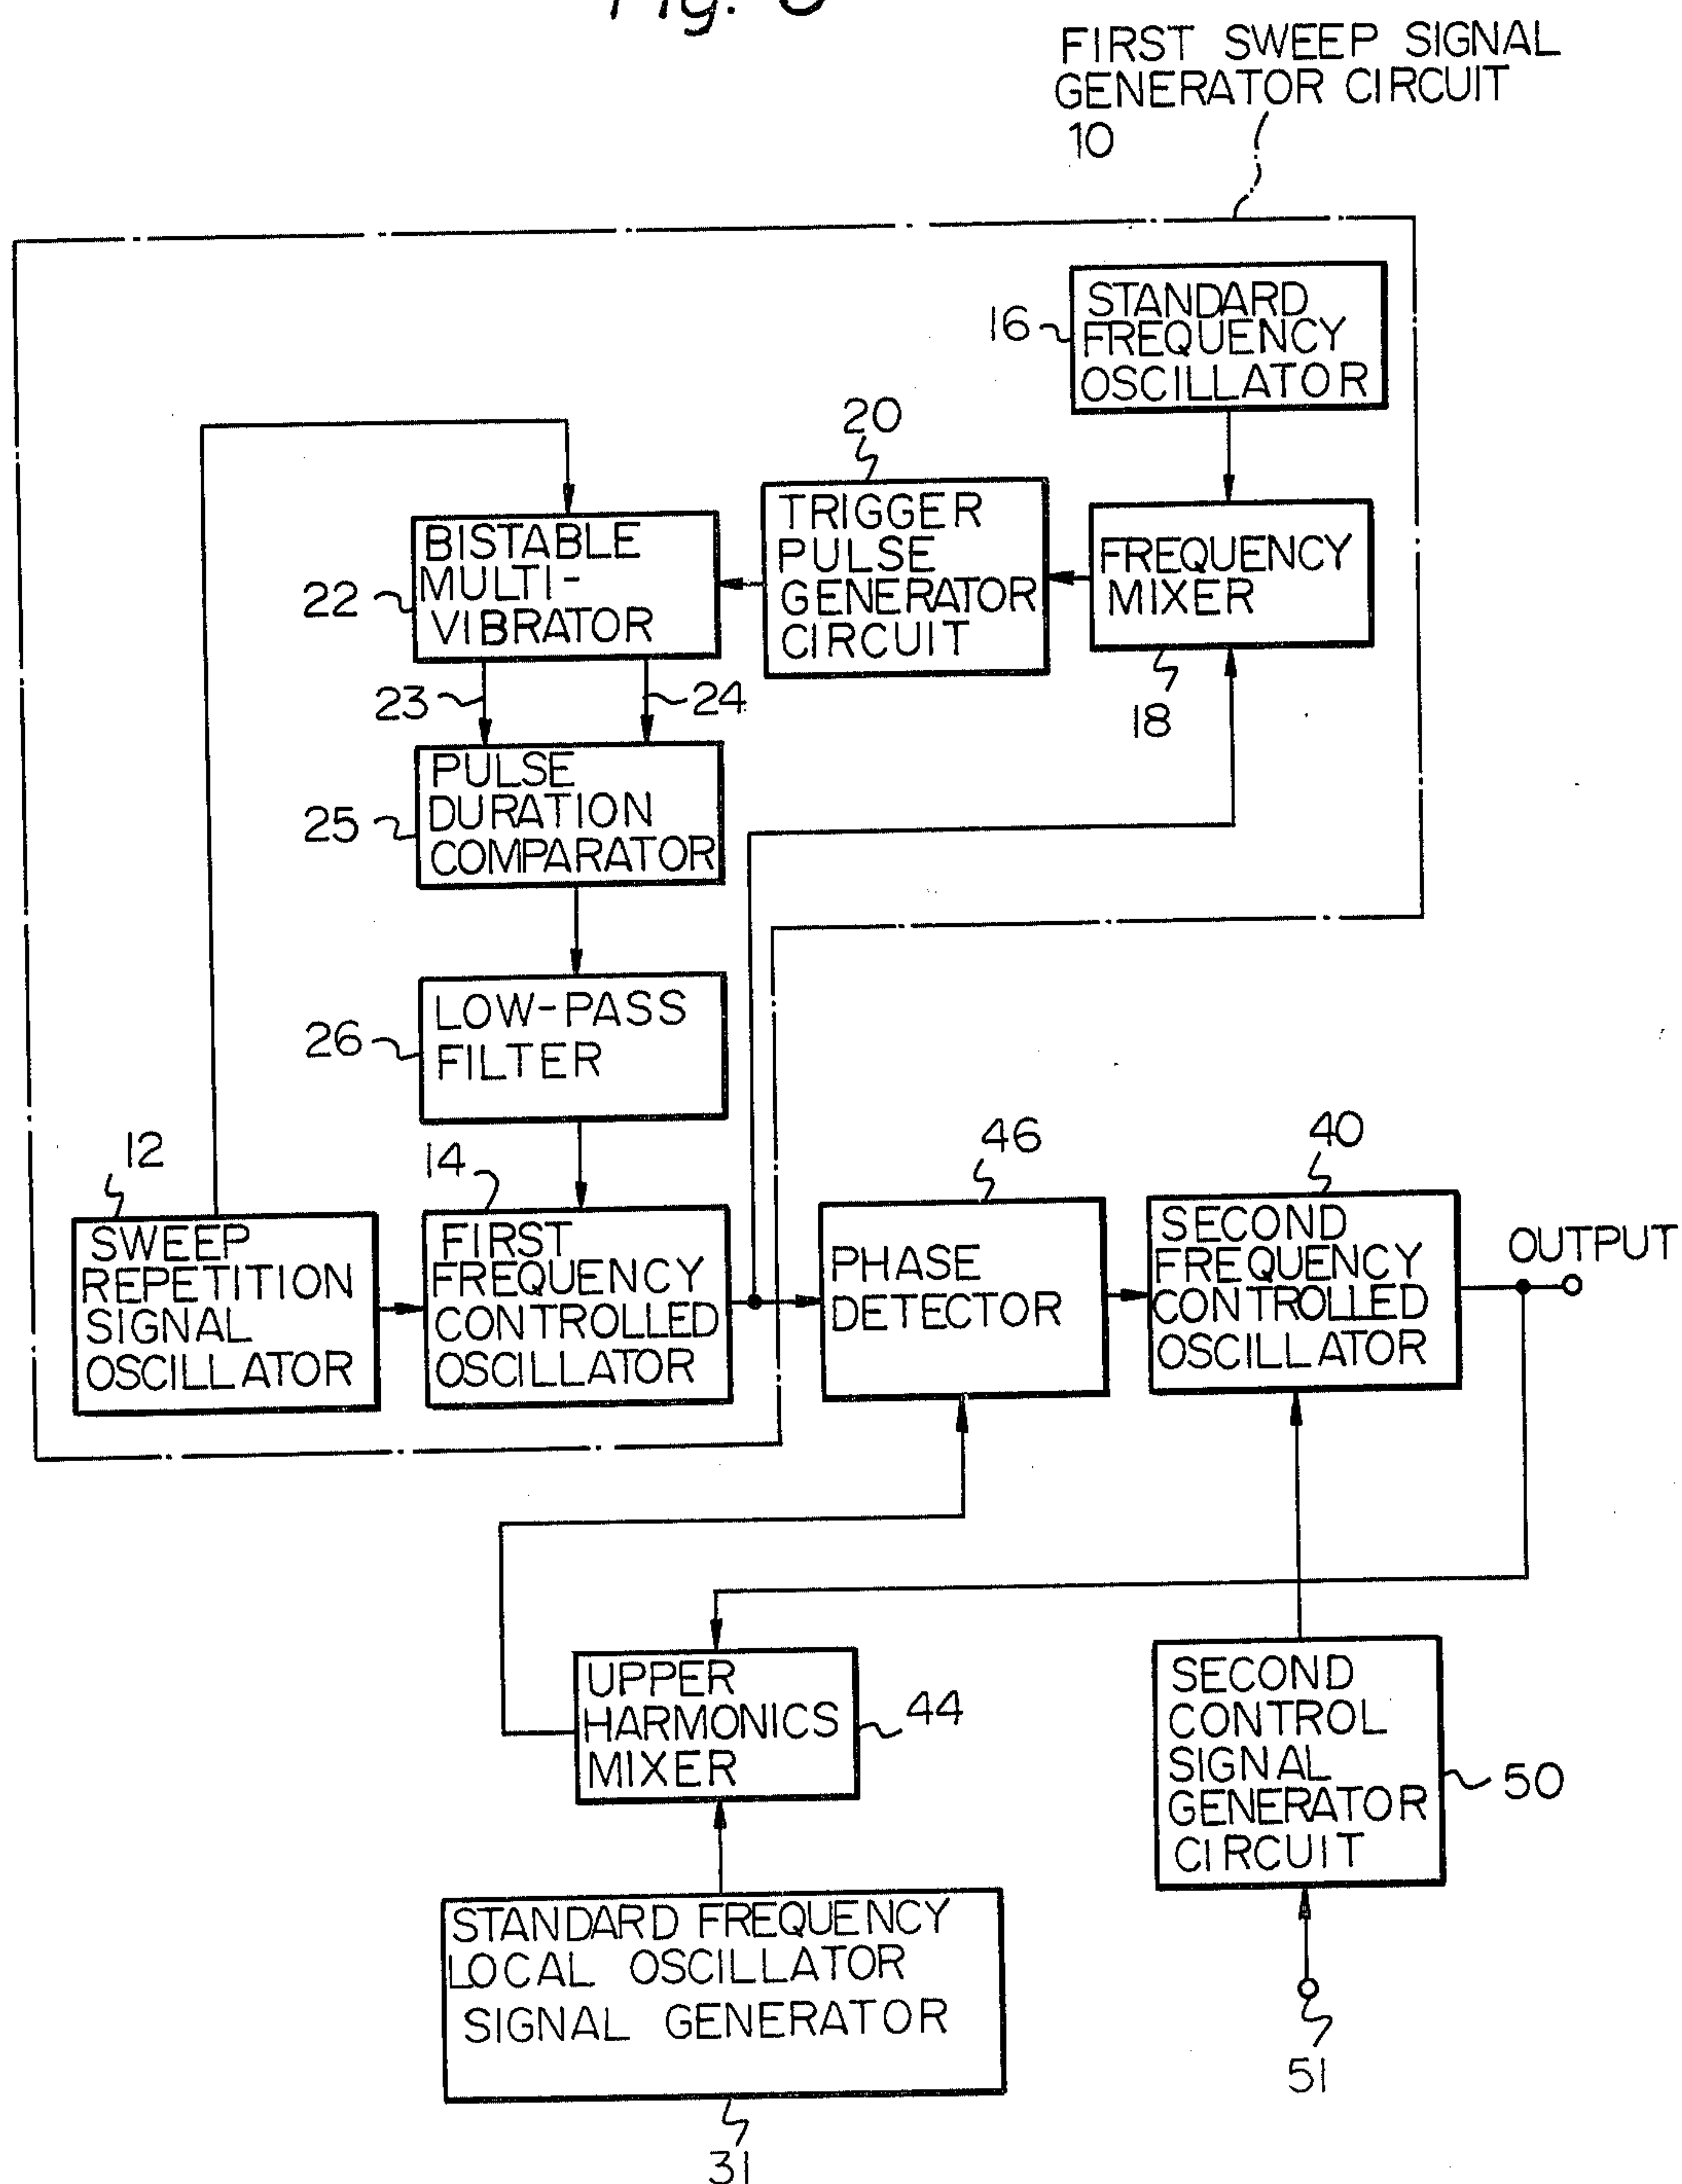 Fig.
FIRST SWEEP SIGNAL
GENERATOR CIRCUIT
10
16
STANDARD
FREQUENCY
OSCILLATOR
20
TRIGGER
PULSE
GENERATOR
CIRCUIT
FREQUENCY
MIXER
18
22
BISTABLE
MULTI-
VIBRATOR
23
24
25
PULSE
DURATION
COMPARATOR
26
LOW-PASS
FILTER
12
SWEEP
REPETITION
SIGNAL
OSCILLATOR
14
FIRST
FREQUENCY
CONTROLLED
OSCILLATOR
46
PHASE
DETECTOR
40
SECOND
FREQUENCY
CONTROLLED
OSCILLATOR
OUTPUT
UPPER
HARMONICS
MIXER
44
SECOND
CONTROL
SIGNAL
GENERATOR
CIRCUIT
50
STANDARD FREQUENCY
LOCAL OSCILLATOR
SIGNAL GENERATOR
31
51